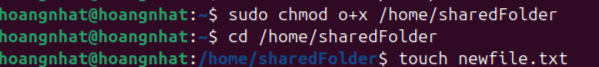 hoangnhat@hoangnhat:~$ sudo chmod o+x /home/sharedFolder
hoangnhat@hoangnhat:~$ cd /home/sharedFolder
hoangnhat@hoangnhat:/home/sharedFolder$ touch newfile.txt